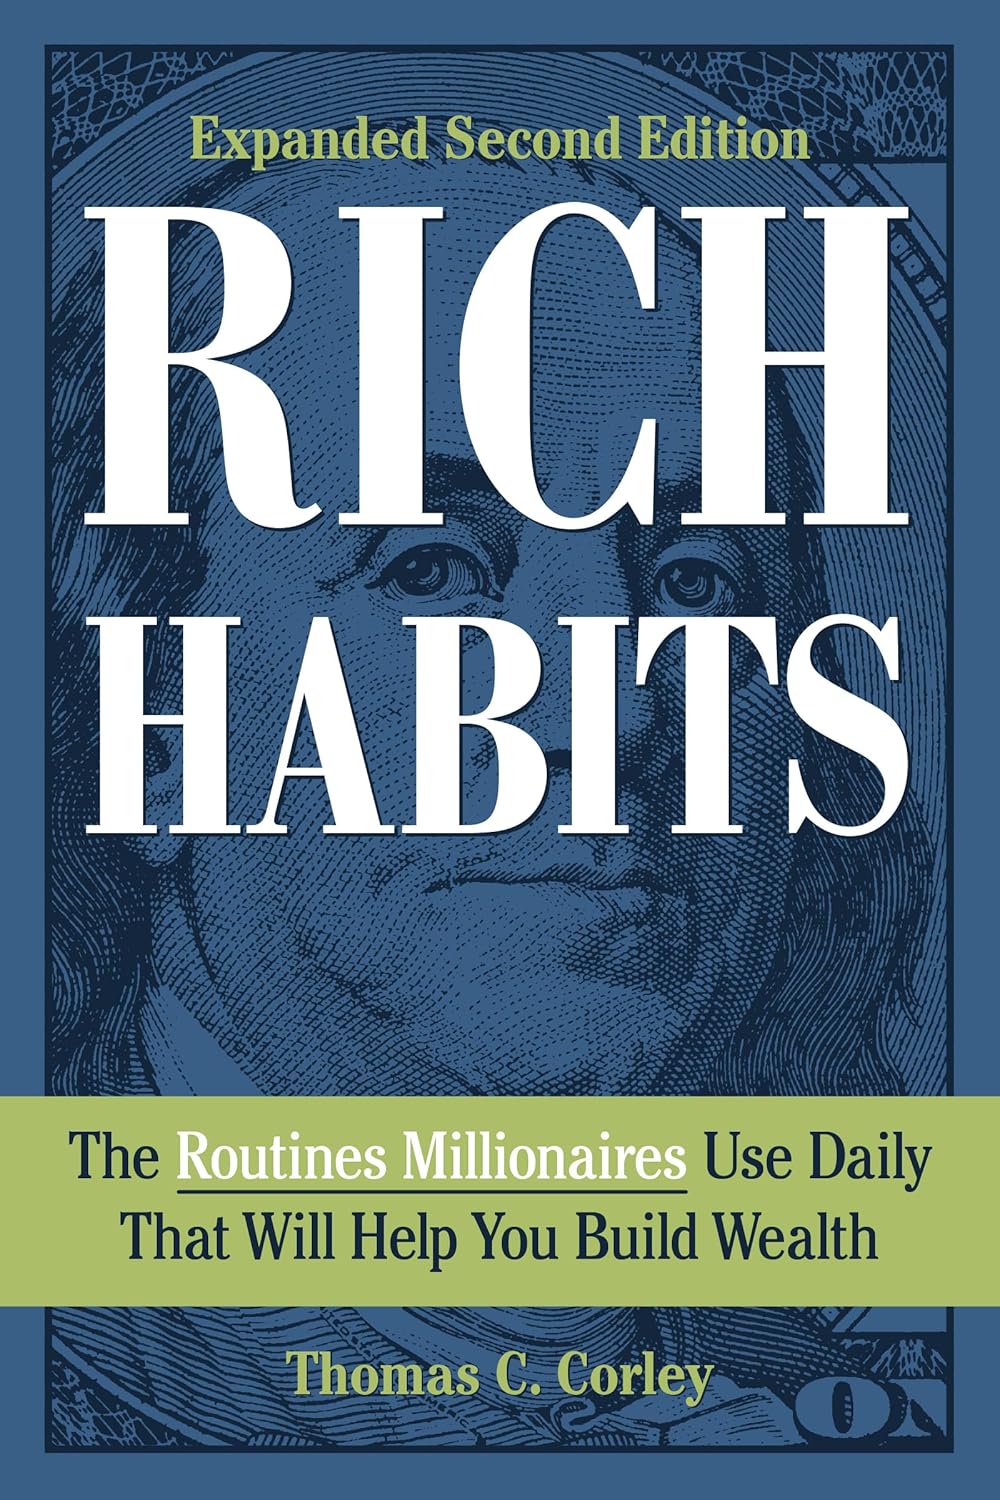 Expanded Second Edition
RICH
HABITS
The Routines Millionaires Use Daily
That Will Help You Build Wealth
Thomas C. Corley